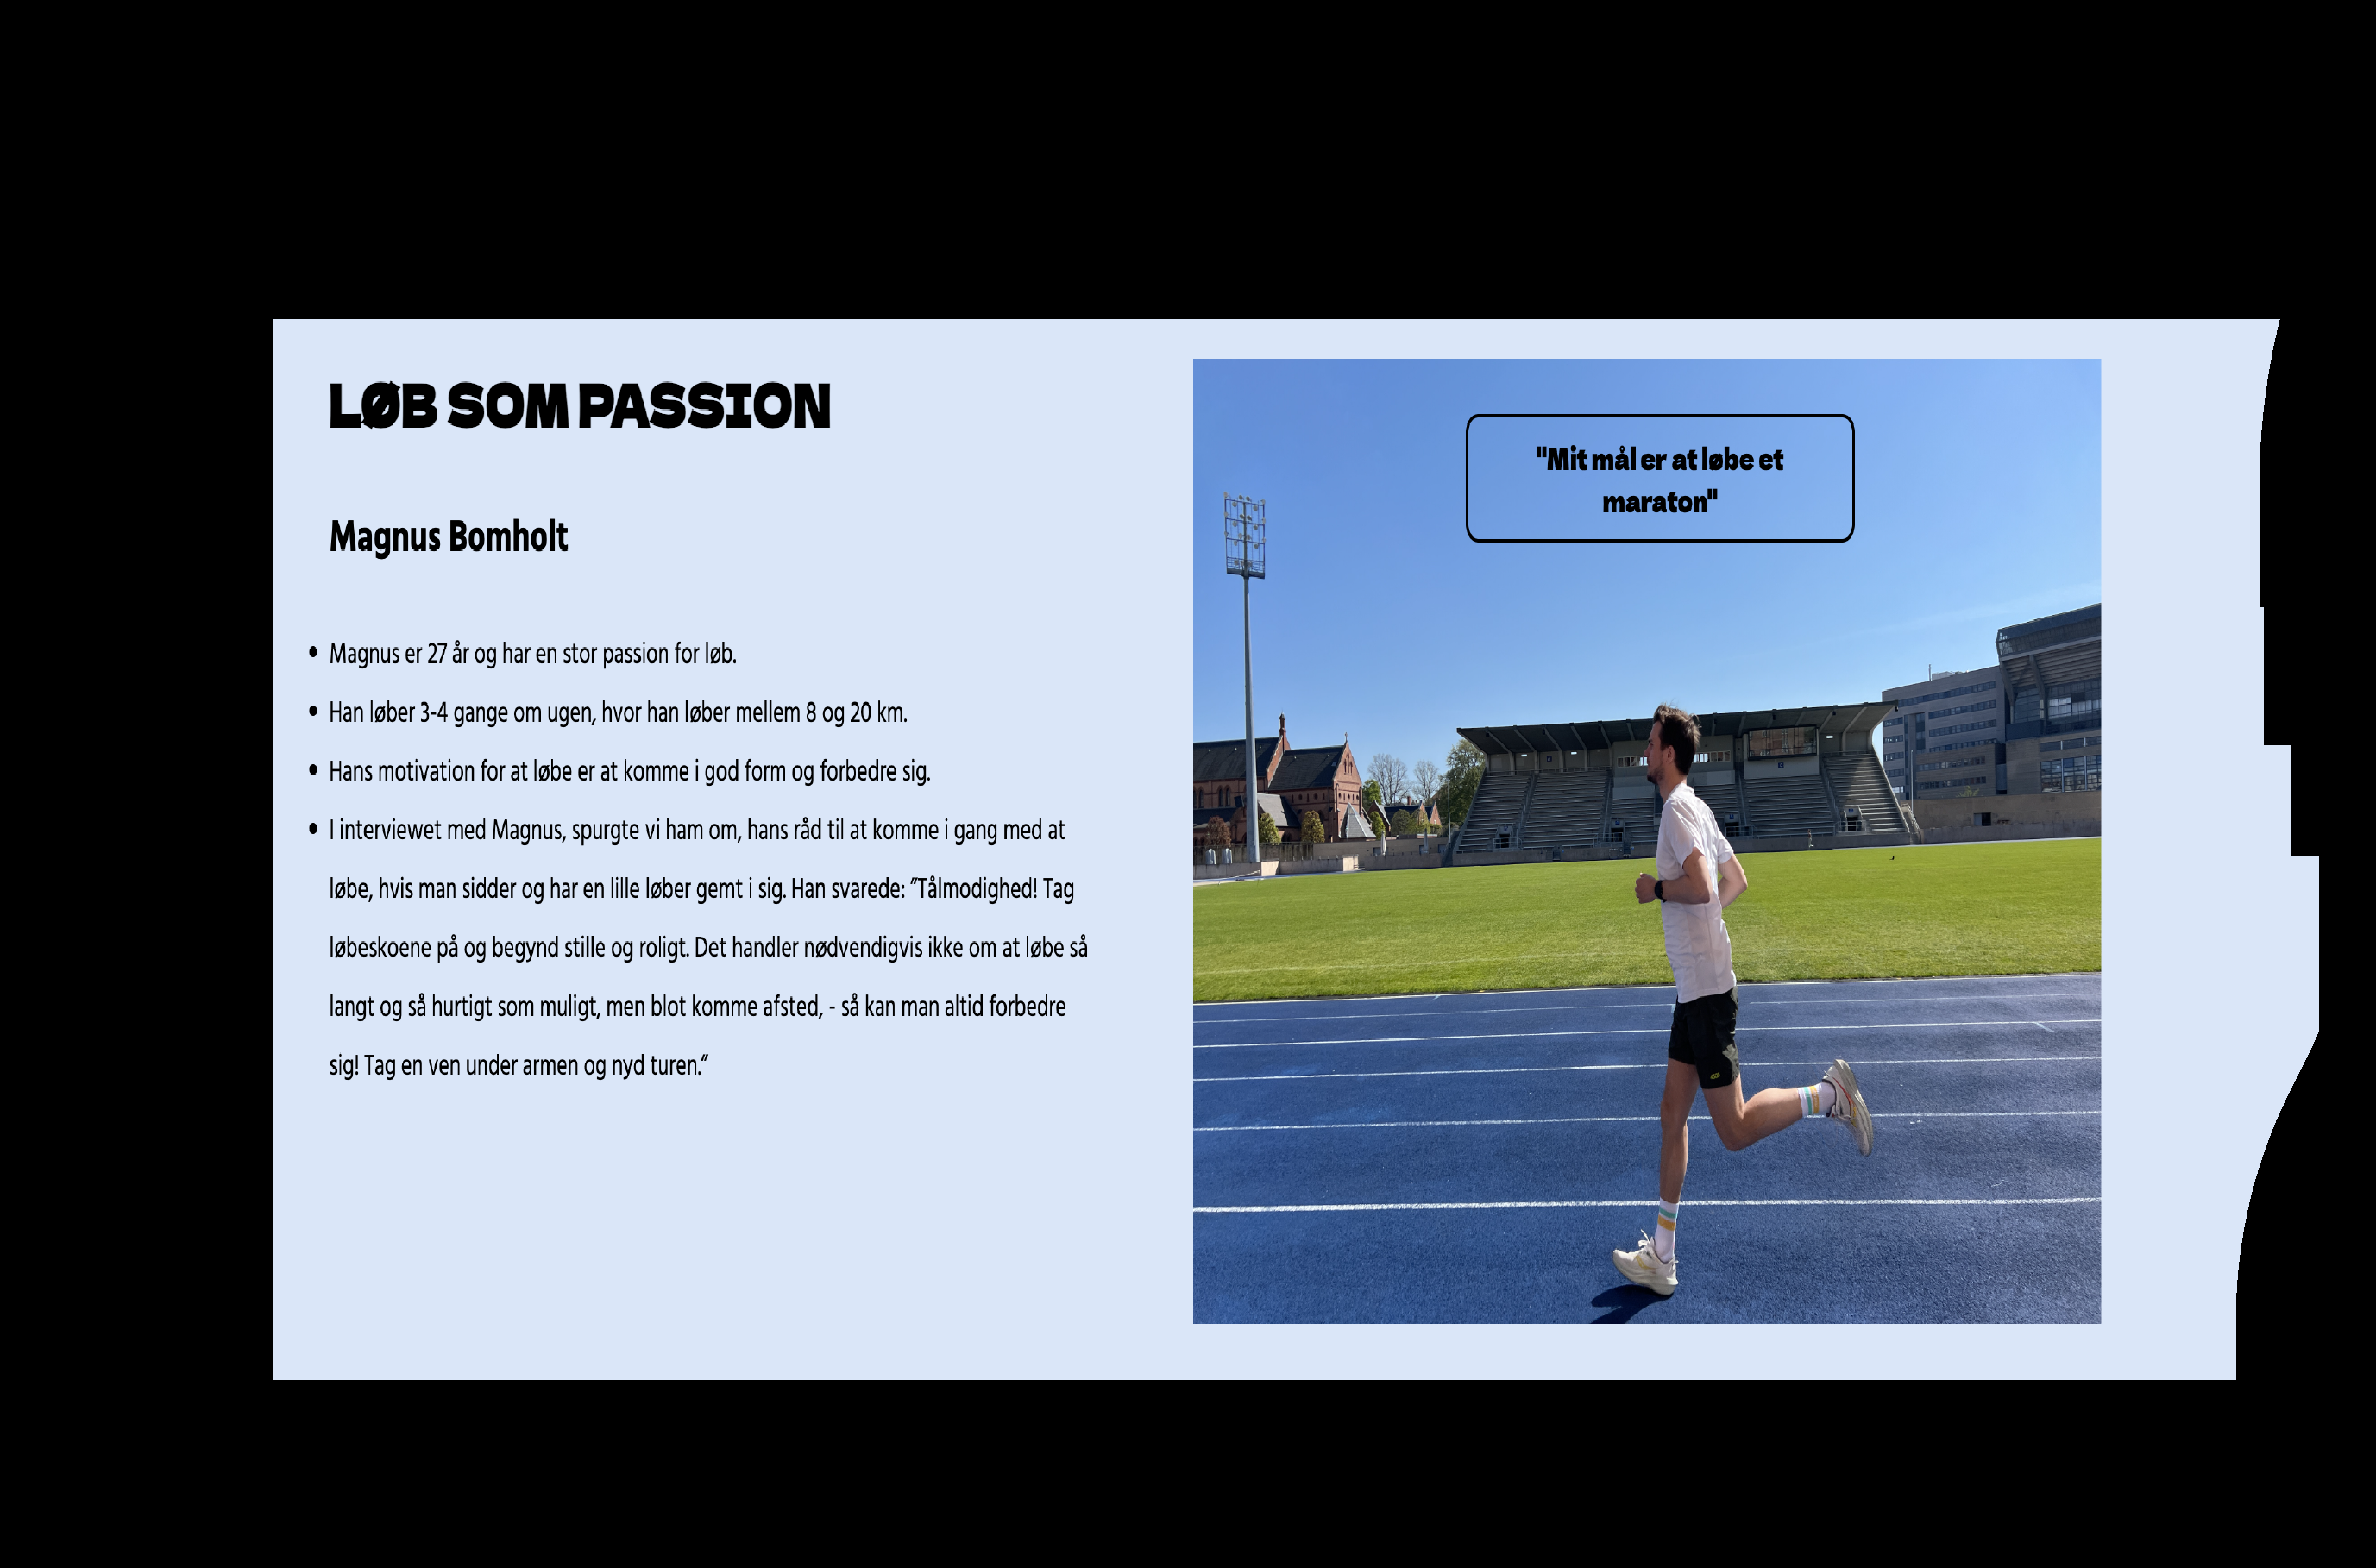 LØB SOM PASSION
Magnus Bomholt
• Magnus er 27 år og har en stor passion for løb.
• Han løber 3-4 gange om ugen, hvor han løber mellem 8 og 20 km.
• Hans motivation for at løbe er at komme i god form og forbedre sig.
• I interviewet med Magnus, spurgte vi ham om, hans råd til at komme i gang med at
løbe, hvis man sidder og har en lille løber gemt i sig. Han svarede: ”Tålmodighed! Tag
løbeskoene på og begynd stille og roligt. Det handler nødvendigvis ikke om at løbe så
langt og så hurtigt som muligt, men blot komme afsted, - så kan man altid forbedre
sig! Tag en ven under armen og nyd turen.”
"Mit mål er at løbe et
maraton"